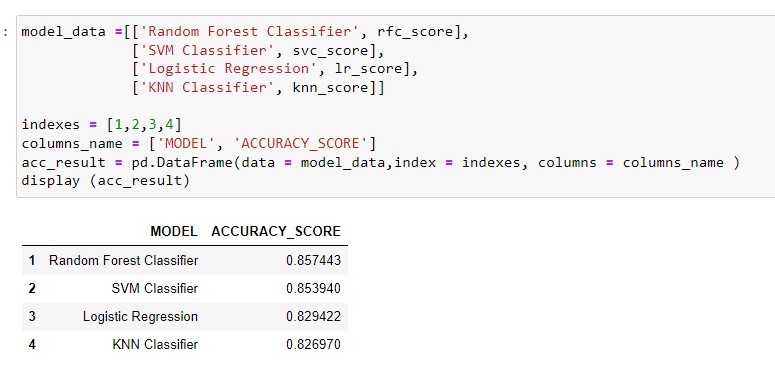 : model_data =[['Random Forest Classifier', rfc_score],
['SVM Classifier', svc_score],
['Logistic Regression', lr_score],
['KNN Classifier', knn_score]]
indexes = [1,2,3,4]
columns_name = ['MODEL', 'ACCURACY_SCORE']
acc_result = pd.DataFrame(data = model_data,index = indexes, columns = columns_name )
display (acc_result)
MODEL ACCURACY_SCORE
1 Random Forest Classifier 0.857443
2 SVM Classifier 0.853940
3 Logistic Regression 0.829422
4 KNN Classifier 0.826970